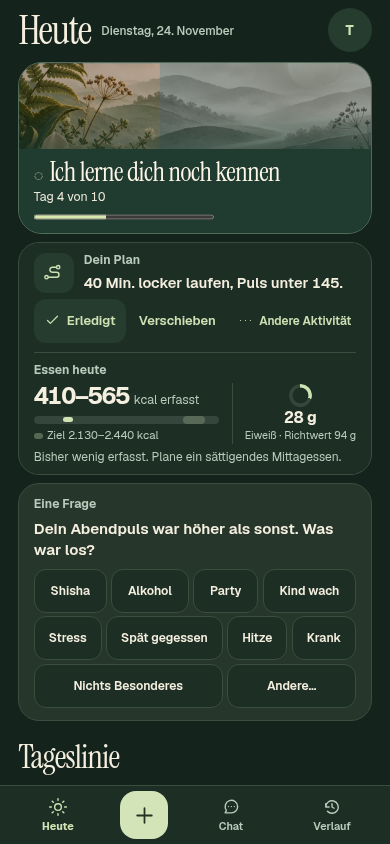 Heute Dienstag, 24. November T
Ich lerne dich noch kennen
Tag 4 von 10
Dein Plan
40 Min. locker laufen, Puls unter 145.
Erledigt Verschieben ··· Andere Aktivität
Essen heute
410–565 kcal erfasst
28 g
Ziel 2.130–2.440 kcal
Eiweiß · Richtwert 94 g
Bisher wenig erfasst. Plane ein sättigendes Mittagessen.
Eine Frage
Dein Abendpuls war höher als sonst. Was
war los?
Shisha Alkohol Party Kind wach
Stress Spät gegessen Hitze Krank
Nichts Besonderes Andere…
Tageslinie
Heute Chat Verlauf